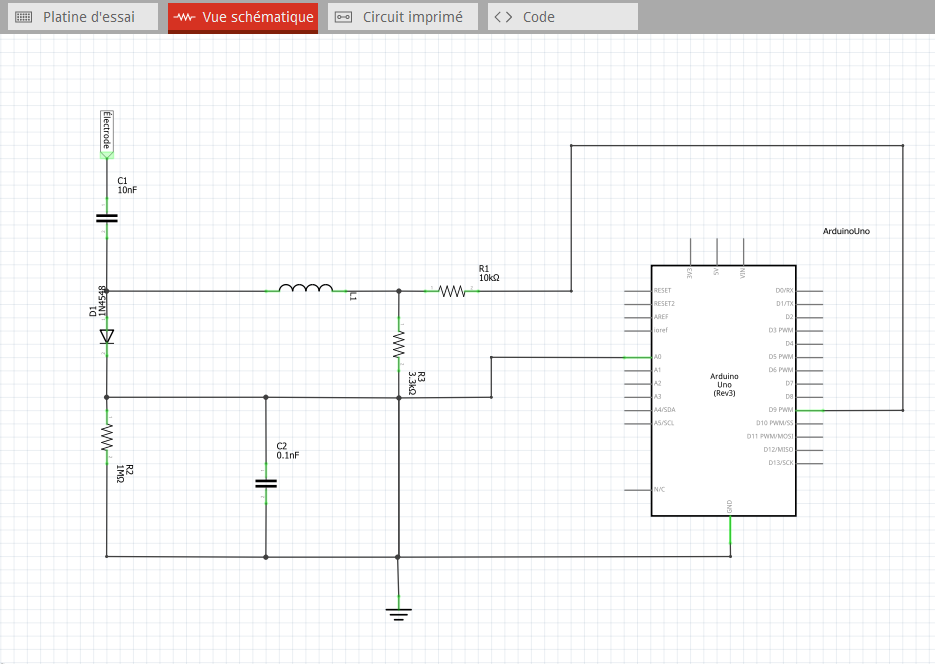 Platine d'essai
Vue schématique
Circuit imprimé
Code
Électrode
C1
10nF
ArduinoUno
R1
10kΩ
L1
D1
1N4548
R3
3.3kΩ
R2
1MΩ
C2
0.1nF
3V3
5V
VIN
RESET
RESET2
AREF
ioref
A0
A1
A2
A3
A4/SDA
A5/SCL
N/C
Arduino
Uno
(Rev3)
D0/RX
D1/TX
D2
D3 PWM
D4
D5 PWM
D6 PWM
D7
D8
D9 PWM
D10 PWM/SS
D11 PWM/MOSI
D12/MISO
D13/SCK
GND